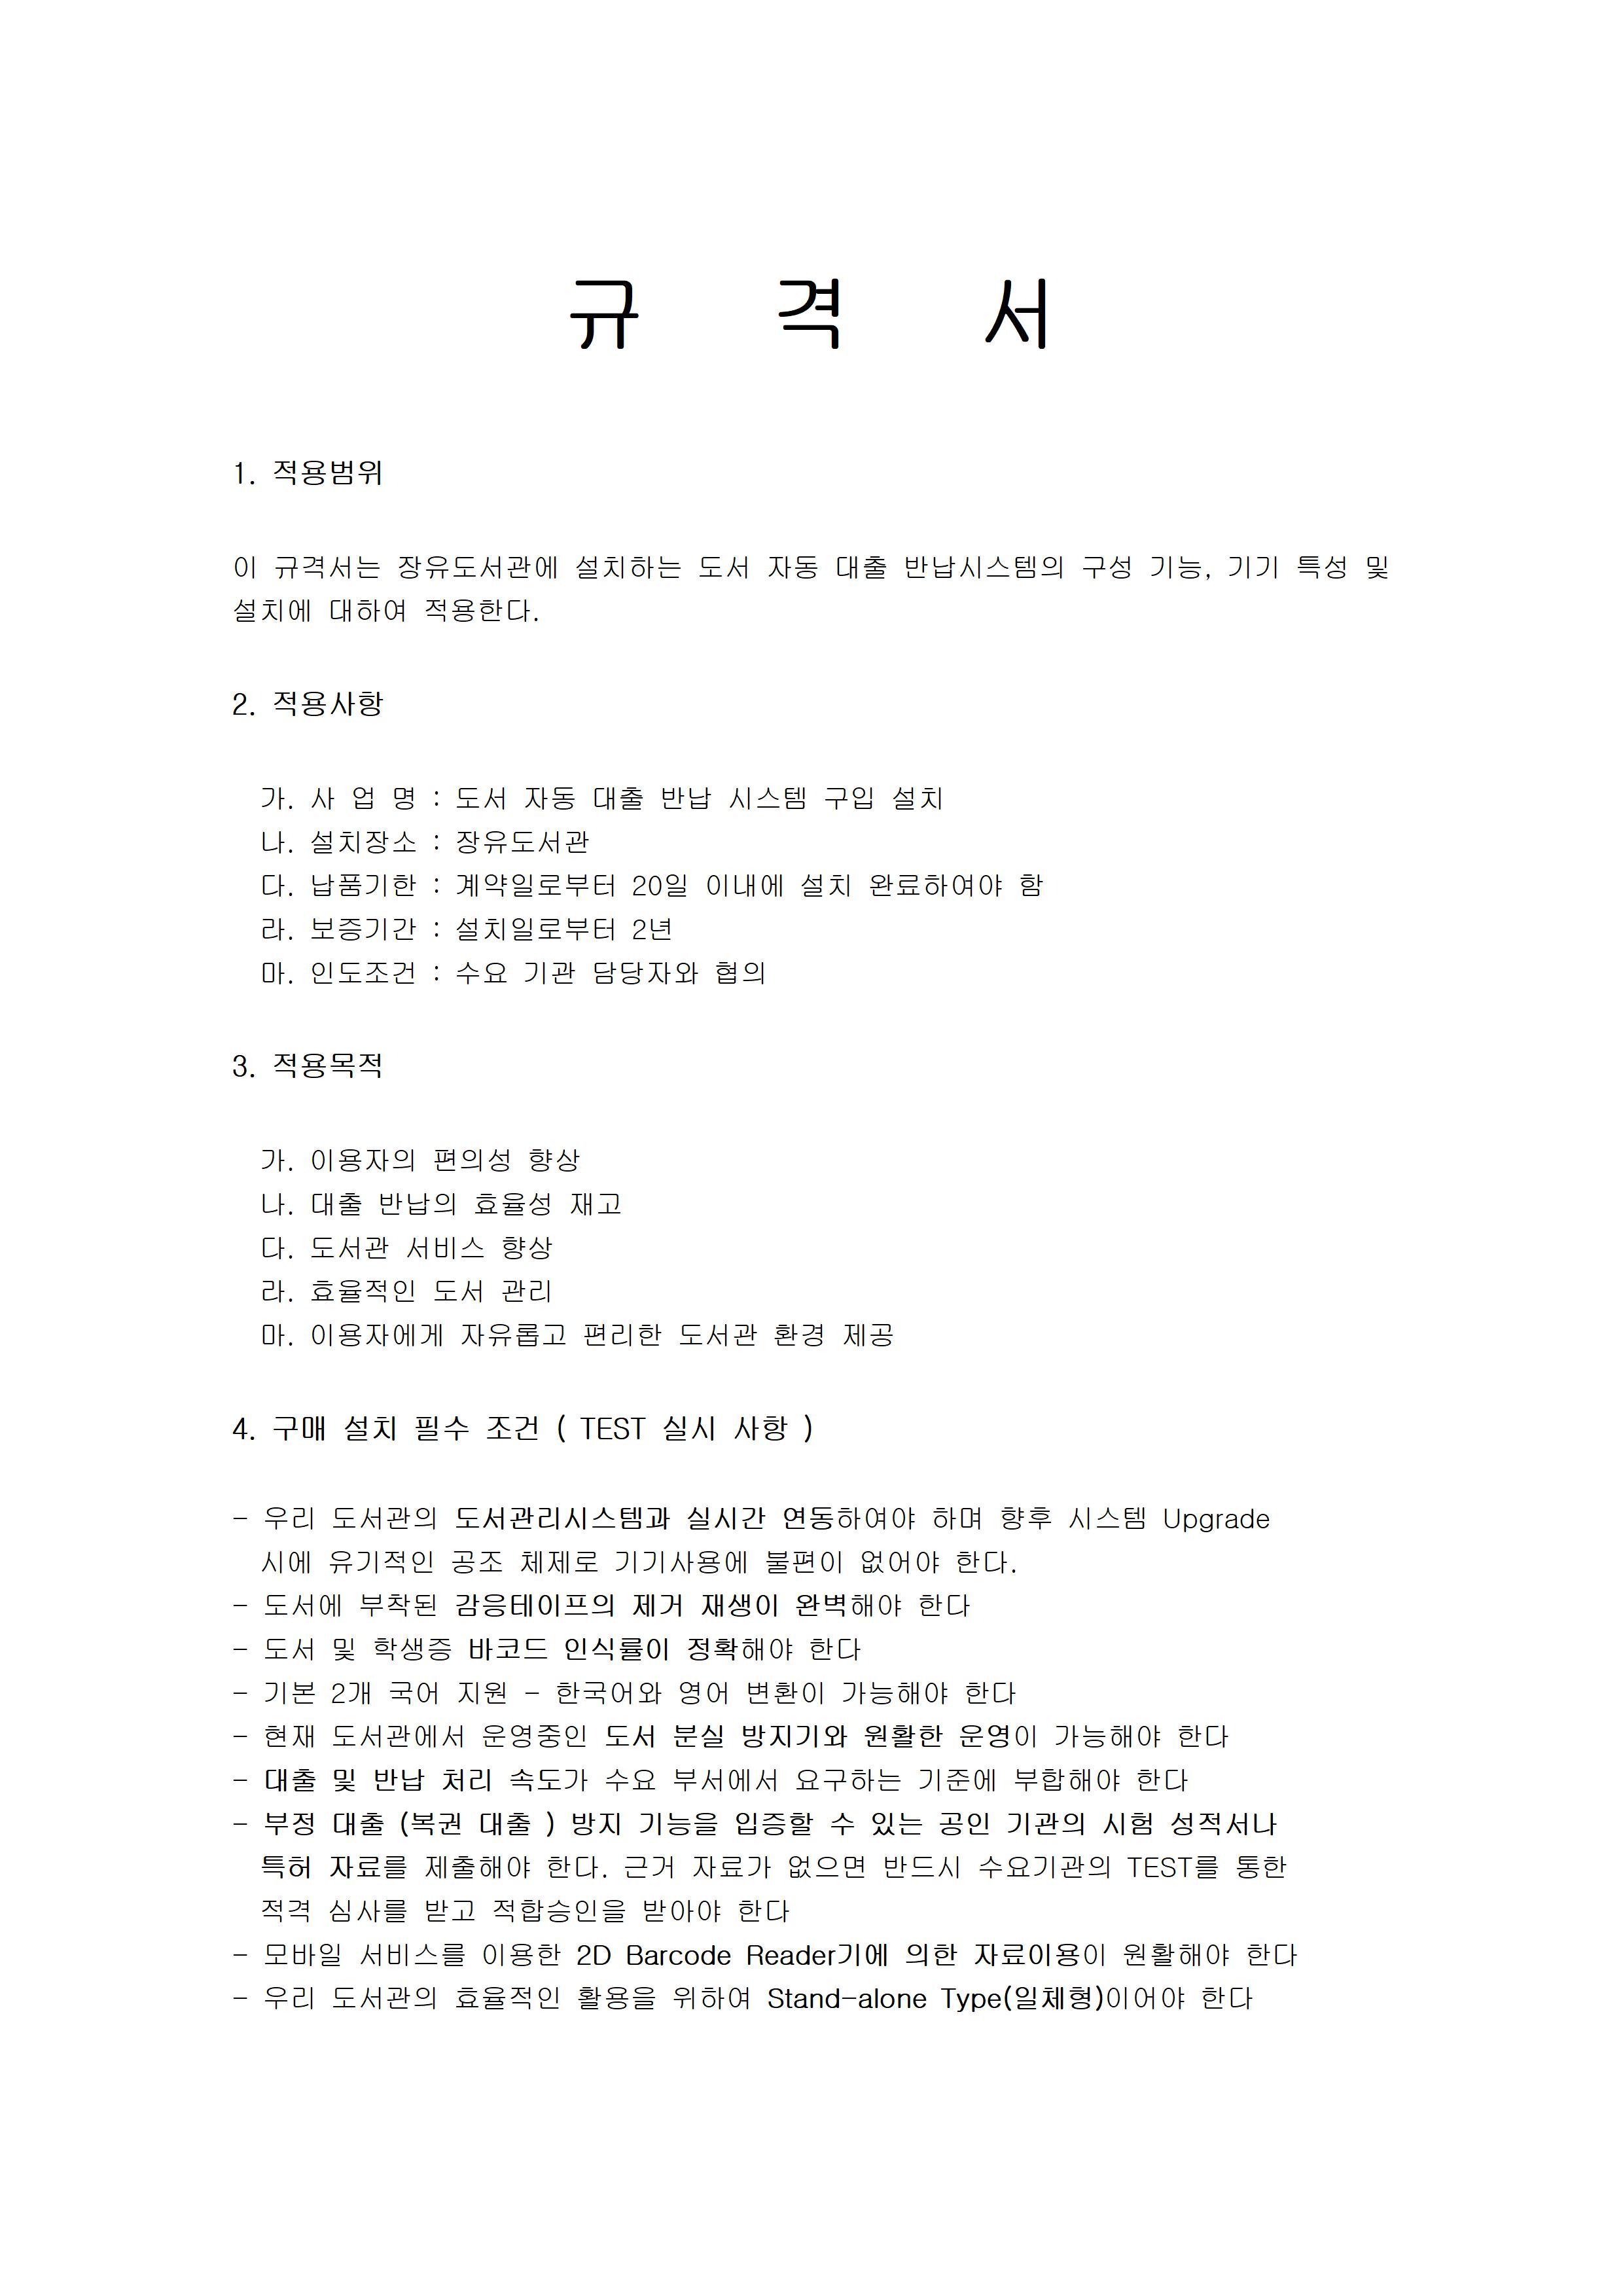 규 격 서
1. 적용범위
이 규격서는 장유도서관에 설치하는 도서 자동 대출 반납시스템의 구성 기능, 기기 특성 및
설치에 대하여 적용한다.
2. 적용사항
가. 사 업 명 : 도서 자동 대출 반납 시스템 구입 설치
나. 설치장소 : 장유도서관
다. 납품기한 : 계약일로부터 20일 이내에 설치 완료하여야 함
라. 보증기간 : 설치일로부터 2년
마. 인도조건 : 수요 기관 담당자와 협의
3. 적용목적
가. 이용자의 편의성 향상
나. 대출 반납의 효율성 재고
다. 도서관 서비스 향상
라. 효율적인 도서 관리
마. 이용자에게 자유롭고 편리한 도서관 환경 제공
4. 구매 설치 필수 조건 ( TEST 실시 사항 )
- 우리 도서관의 도서관리시스템과 실시간 연동하여야 하며 향후 시스템 Upgrade
시에 유기적인 공조 체제로 기기사용에 불편이 없어야 한다.
- 도서에 부착된 감응테이프의 제거 재생이 완벽해야 한다
- 도서 및 학생증 바코드 인식률이 정확해야 한다
- 기본 2개 국어 지원 - 한국어와 영어 변환이 가능해야 한다
- 현재 도서관에서 운영중인 도서 분실 방지기와 원활한 운영이 가능해야 한다
- 대출 및 반납 처리 속도가 수요 부서에서 요구하는 기준에 부합해야 한다
- 부정 대출 (복권 대출 ) 방지 기능을 입증할 수 있는 공인 기관의 시험 성적서나
특허 자료를 제출해야 한다. 근거 자료가 없으면 반드시 수요기관의 TEST를 통한
적격 심사를 받고 적합승인을 받아야 한다
- 모바일 서비스를 이용한 2D Barcode Reader기에 의한 자료이용이 원활해야 한다
- 우리 도서관의 효율적인 활용을 위하여 Stand-alone Type(일체형)이어야 한다